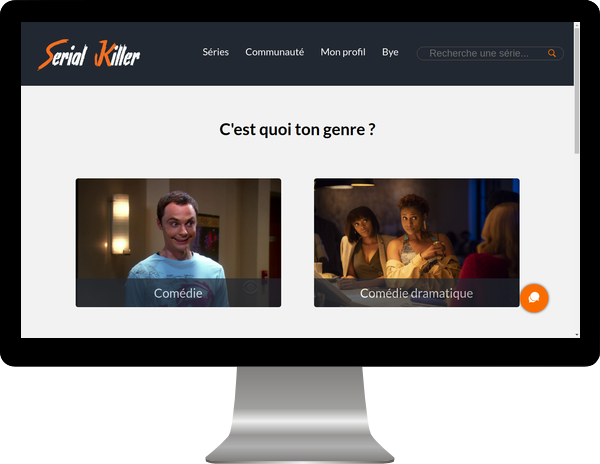 Serial Killer
Séries Communauté Mon profil Bye
Recherche une série...
C'est quoi ton genre ?
Comédie
Comédie dramatique